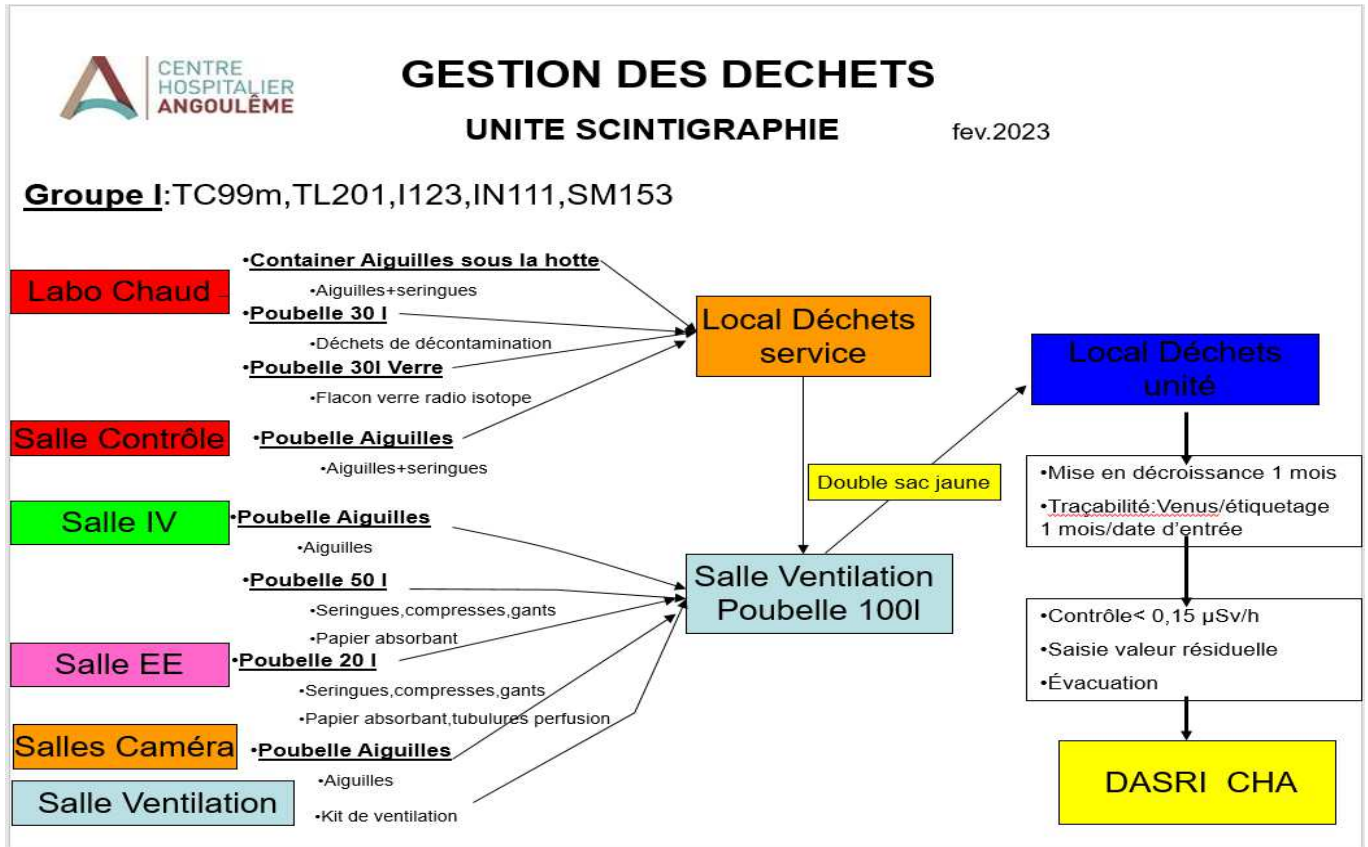 CENTRE
HOSPITALIER
ANGOULÊME
GESTION DES DECHETS
UNITE SCINTIGRAPHIE
fev.2023
Groupe I:TC99m,TL201,I123,IN111,SM153
Labo Chaud
•Container Aiguilles sous la hotte
•Aiguilles+seringues
•Poubelle 30 l
•Déchets de décontamination
•Poubelle 30l Verre
•Flacon verre radio isotope
Salle Contrôle
•Poubelle Aiguilles
•Aiguilles+seringues
Salle IV
•Poubelle Aiguilles
•Aiguilles
•Poubelle 50 l
•Seringues,compresses,gants
•Papier absorbant
Salle EE
•Poubelle 20 l
•Seringues,compresses,gants
•Papier absorbant,tubulures perfusion
Salles Caméra
•Poubelle Aiguilles
•Aiguilles
Salle Ventilation
•Kit de ventilation
Local Déchets
service
Salle Ventilation
Poubelle 100l
Double sac jaune
Local Déchets
unité
•Mise en décroissance 1 mois
•Traçabilité:Venus/étiquetage
1 mois/date d'entrée
•Contrôle< 0,15 µSv/h
•Saisie valeur résiduelle
•Évacuation
DASRI CHA